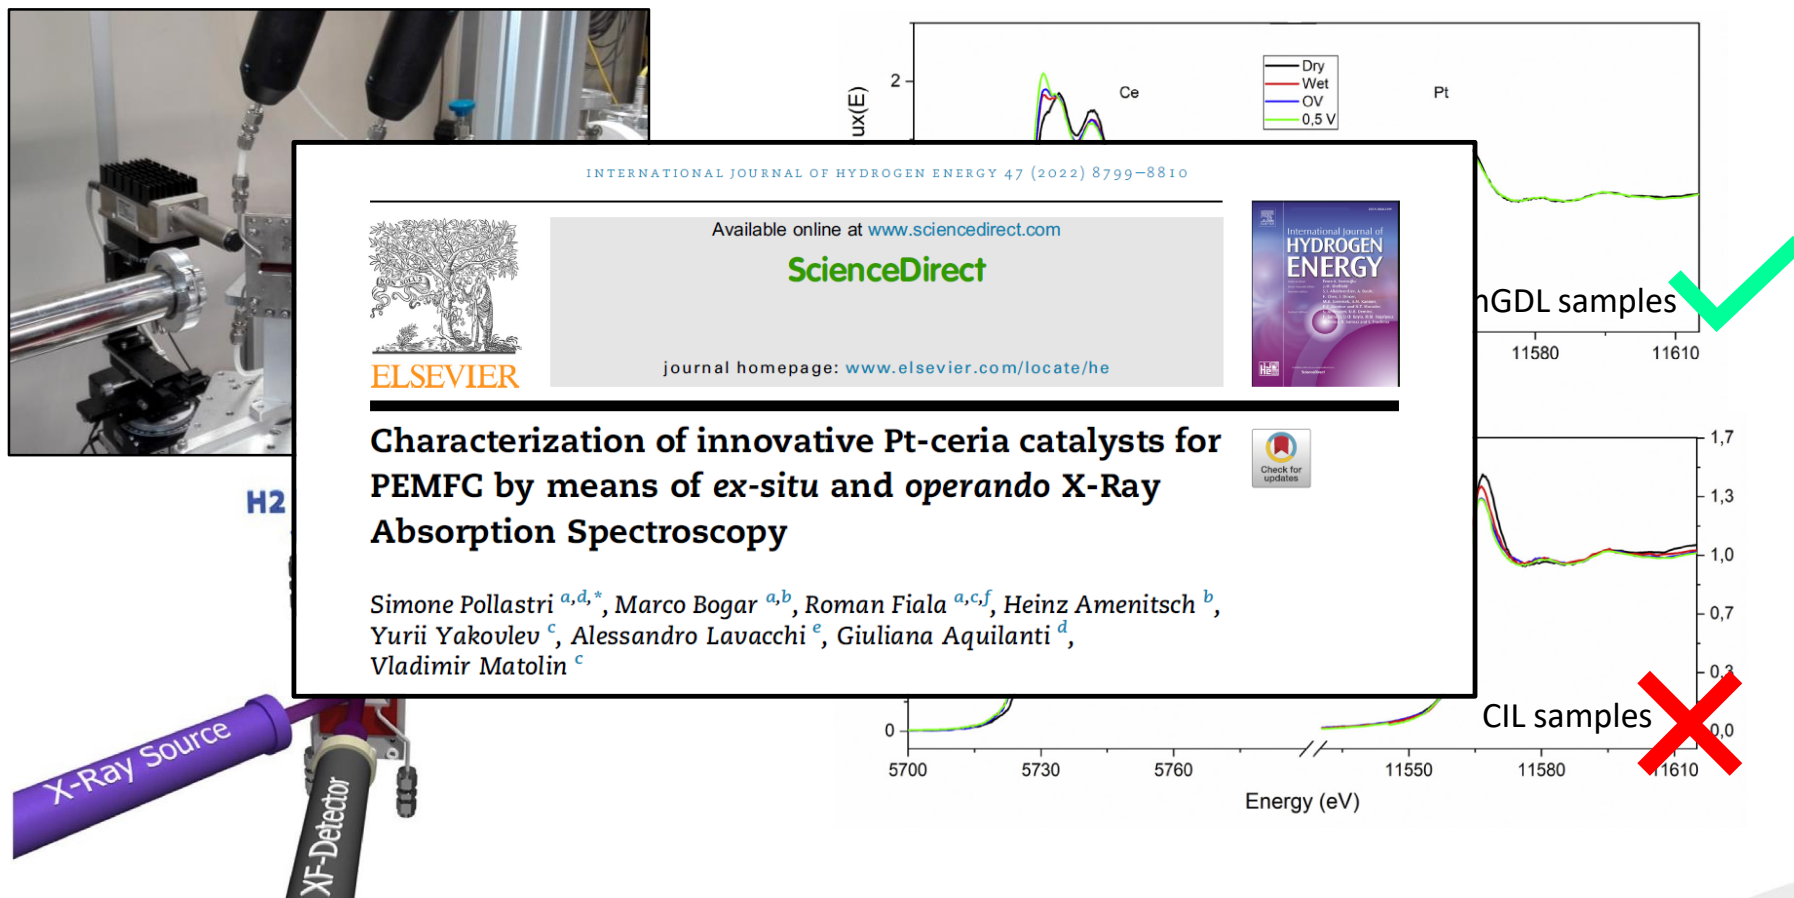 2
ux(E)
Ce
Dry
Wet
OV
0,5 V
Pt
INTERNATIONAL JOURNAL OF HYDROGEN ENERGY 47 (2022) 8799–8810
Available online at www.sciencedirect.com
ScienceDirect
journal homepage: www.elsevier.com/locate/he
ELSEVIER
International Journal of
HYDROGEN
ENERGY
GDL samples
11580
11610
Characterization of innovative Pt-ceria catalysts for
PEMFC by means of ex-situ and operando X-Ray
Absorption Spectroscopy
Check for
updates
Simone Pollastri a,d,*, Marco Bogar a,b, Roman Fiala a,c,f, Heinz Amenitsch b,
Yurii Yakovlev c, Alessandro Lavacchi e, Giuliana Aquilanti d,
Vladimir Matolin c
H2
X-Ray Source
XF-Detector
1,7
1,3
1,0
0,7
0,3
0,0
CIL samples
0
5700
5730
5760
11550
11580
11610
Energy (eV)